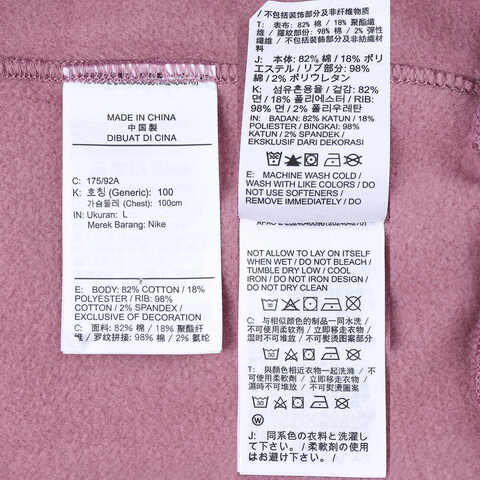 MADE IN CHINA
中国製
DIBUAT DI CINA
C: 175/92A
K: 호칭 (Generic): 100
가슴둘레 (Chest): 100cm
IN: Ukuran: L
Merek Barang: Nike
E: BODY: 82% COTTON / 18%
POLYESTER / RIB: 98%
COTTON / 2% SPANDEX /
EXCLUSIVE OF DECORATION
C: 面料: 82% 棉 / 18% 聚酯纤
维 / 罗纹拼接: 98% 棉 / 2% 氨纶
/ 不包括装饰部分及非纤维物质
T: 表布: 82% 棉 / 18% 聚酯纖
維 / 羅紋部份: 98% 棉 / 2% 彈性
纖維 / 不包括裝飾部分及非紡織
J: 本体: 82% 綿 / 18% ポリ
エステル / リブ部分: 98%
綿 / 2% ポリウレタン
K: 섬유혼용율 / 겉감: 82%
면 / 18% 폴리에스터 / RIB:
98% 면 / 2% 폴리우레탄
IN: BADAN: 82% KATUN / 18%
POLIESTER / BINGKAI: 98%
KATUN / 2% SPANDEK /
EKSKLUSIF DARI DEKORASI
E: MACHINE WASH COLD /
WASH WITH LIKE COLORS / DO
NOT USE SOFTENERS /
REMOVE IMMEDIATELY /
NOT ALLOW TO LAY ON ITSELF
WHEN WET / DO NOT BLEACH /
TUMBLE DRY LOW / COOL
IRON / DO NOT IRON DESIGN /
DO NOT DRY CLEAN
C: 与相似颜色的制品一同水洗 /
不可使用柔软剂 / 立即移走衣物 /
湿时不可堆放 / 不可熨烫图案部分
T: 與顏色相近衣物一起洗滌 / 不可
使用柔軟劑 / 立即移走衣物 /
濕時不可堆放 / 不可熨燙圖案 /
J: 同系色の衣料と洗濯し
て下さい。/ 柔軟剤の使用
はお避け下さい。/